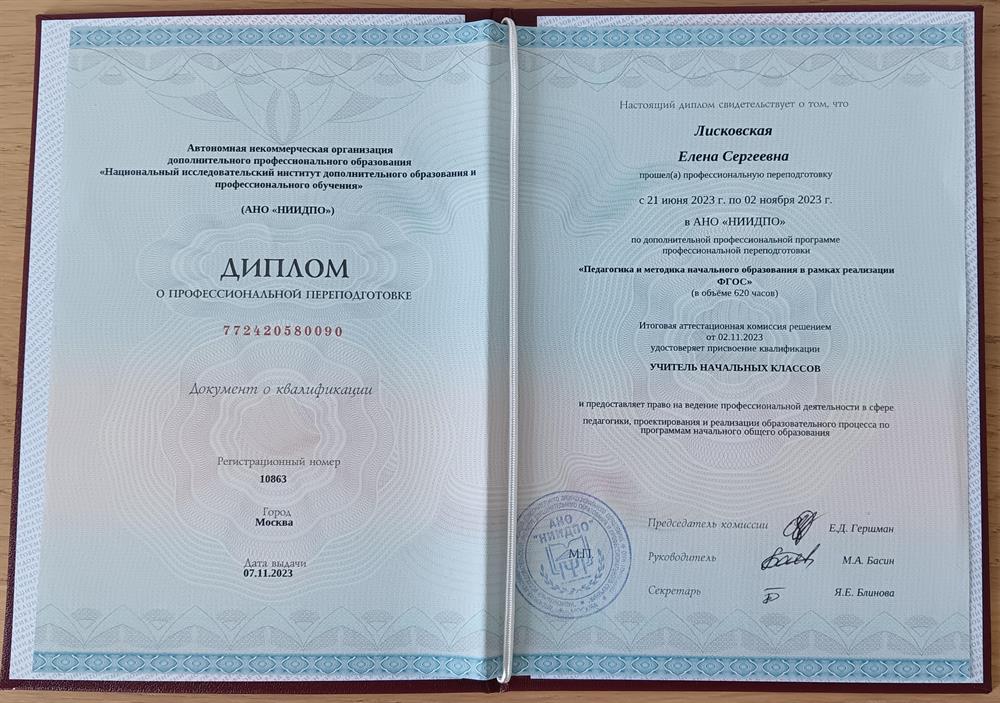 Автономная некоммерческая организация
дополнительного профессионального образования
«Национальный исследовательский институт дополнительного образования и
профессионального обучения»
(АНО «НИИДПО»)
ДИПЛОМ
О ПРОФЕССИОНАЛЬНОЙ ПЕРЕПОДГОТОВКЕ
772420580090
Документ о квалификации
Регистрационный номер
10863
Город
Москва
Дата выдачи
07.11.2023
Настоящий диплом свидетельствует о том, что
Лисковская
Елена Сергеевна
прошел(а) профессиональную переподготовку
с 21 июня 2023 г. по 02 ноября 2023 г.
в АНО «НИИДПО»
по дополнительной профессиональной программе
профессиональной переподготовки
«Педагогика и методика начального образования в рамках реализации
ФГОС»
(в объёме 620 часов)
Итоговая аттестационная комиссия решением
от 02.11.2023
удостоверяет присвоение квалификации
УЧИТЕЛЬ НАЧАЛЬНЫХ КЛАССОВ
и предоставляет право на ведение профессиональной деятельности в сфере
педагогики, проектирования и реализации образовательного процесса по
программам начального общего образования
Председатель комиссии Е.Д. Гершман
Руководитель М.А. Басин
Секретарь Я.Е. Блинова
АНО
"НИИДПО"
М.П.